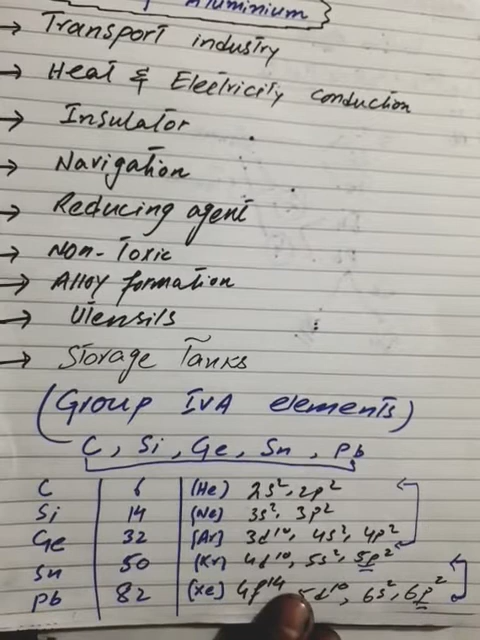 Aluminium
→ Transport industry
→ Heat & Electricity conduction
→ Insulator
→ Navigation
→ Reducing agent
→ Non-Toxic
→ Alloy formation
→ Utensils
→ Storage Tanks
(Group IVA elements)
C, Si, Ge, Sn, Pb
C 6 (He) 2s², 2p²
Si 14 (Ne) 3s², 3p²
Ge 32 (Ar) 3d¹⁰, 4s², 4p²
Sn 50 (Kr) 4d¹⁰, 5s², 5p²
Pb 82 (Xe) 4f¹⁴ 5d¹⁰, 6s², 6p²